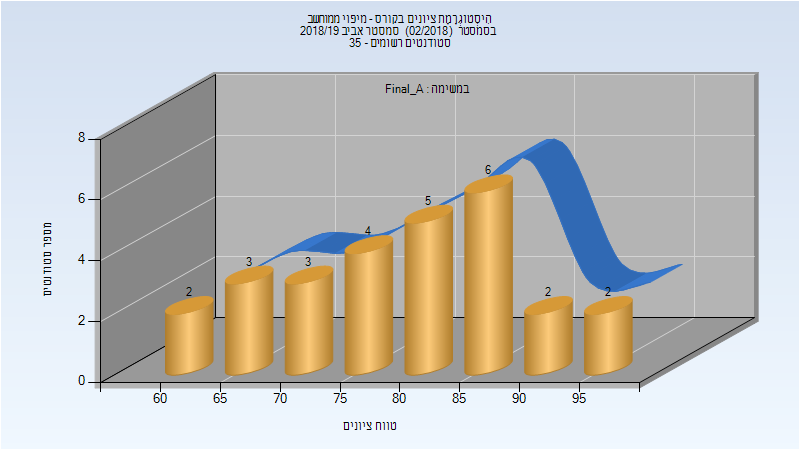 היסטוגרמת ציונים בקורס - מיפוי ממוחשב
בסמסטר (02/2018) סמסטר אביב 2018/19
סטודנטים רשומים - 35
במשימה : Final_A
מספר סטודנטים
8
6
4
2
0
2
3
3
4
5
6
2
2
60 65 70 75 80 85 90 95
טווח ציונים